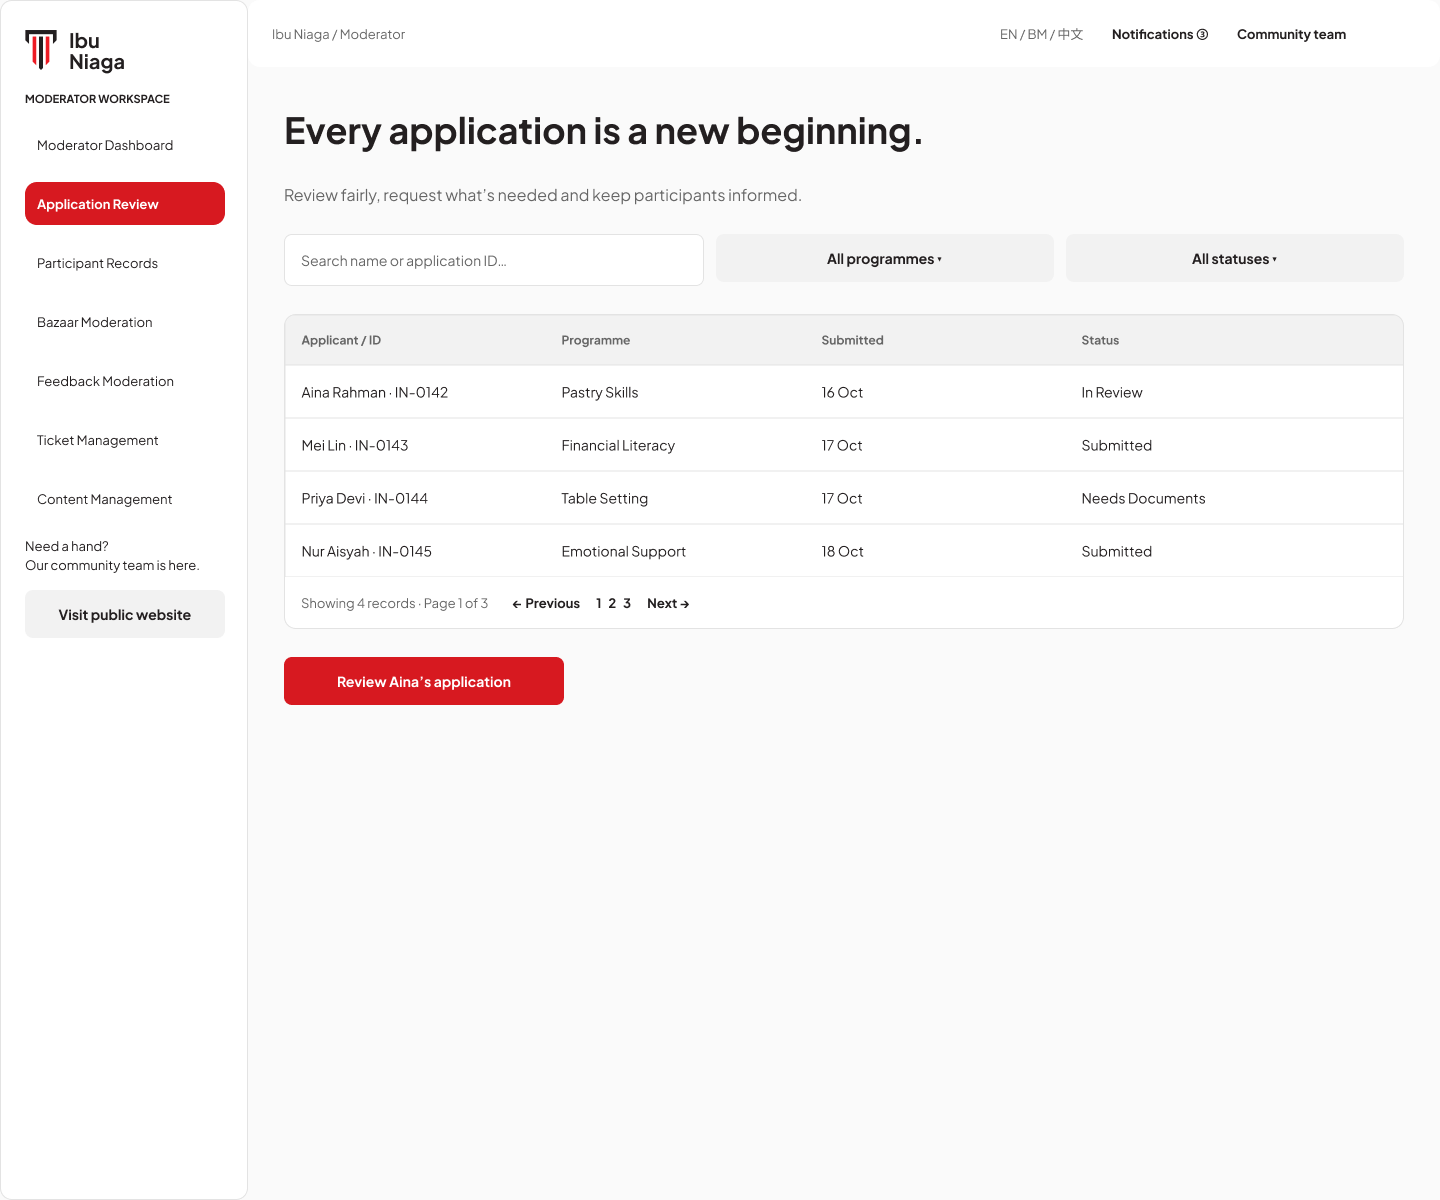 Ibu
Niaga
MODERATOR WORKSPACE
Moderator Dashboard
Application Review
Participant Records
Bazaar Moderation
Feedback Moderation
Ticket Management
Content Management
Need a hand?
Our community team is here.
Visit public website
Ibu Niaga / Moderator
EN / BM / 中文 Notifications ③ Community team
Every application is a new beginning.
Review fairly, request what’s needed and keep participants informed.
Search name or application ID…
All programmes ▾
All statuses ▾
Applicant / ID Programme Submitted Status
Aina Rahman · IN-0142 Pastry Skills 16 Oct In Review
Mei Lin · IN-0143 Financial Literacy 17 Oct Submitted
Priya Devi · IN-0144 Table Setting 17 Oct Needs Documents
Nur Aisyah · IN-0145 Emotional Support 18 Oct Submitted
Showing 4 records · Page 1 of 3 ← Previous 1 2 3 Next →
Review Aina’s application